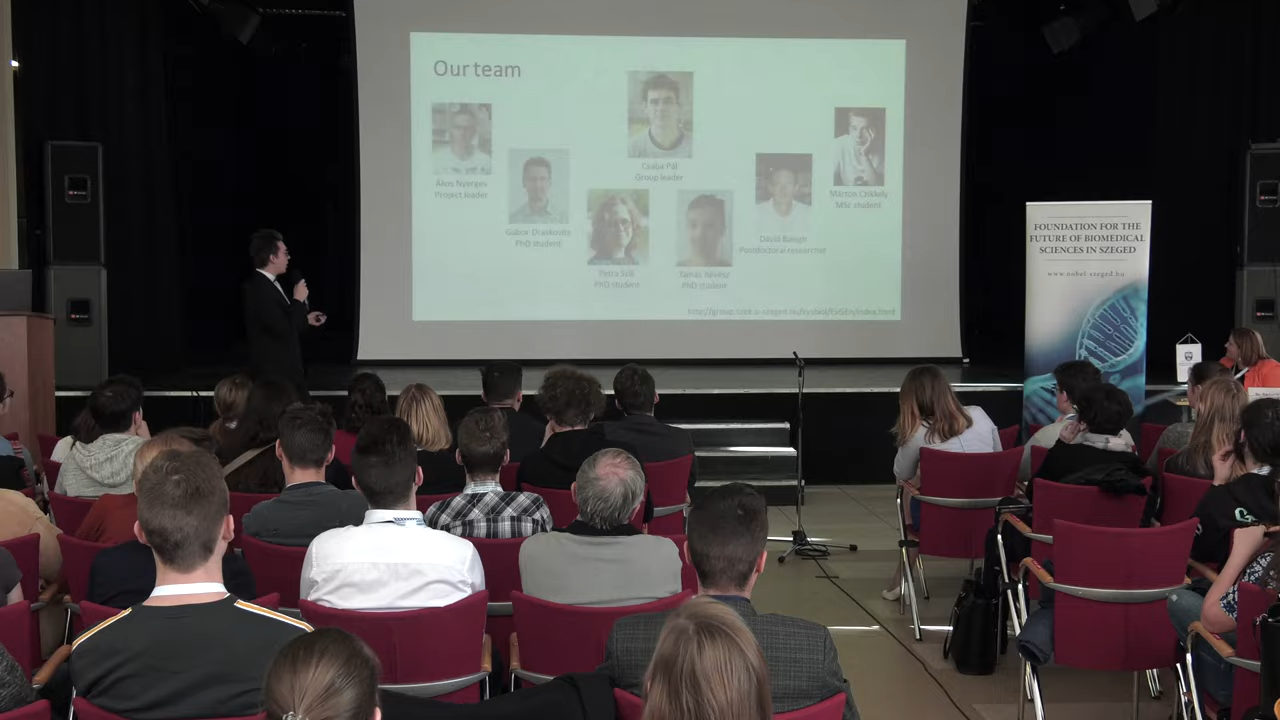 Our team
Csaba Pál
Group leader
Ákos Nyerges
Project leader
Márton Czikkely
MSc student
Gábor Draskovits
PhD student
Dávid Balogh
Postdoctoral researcher
Petra Szili
PhD student
Tamás Révész
PhD student
FOUNDATION FOR THE
FUTURE OF BIOMEDICAL
SCIENCES IN SZEGED
www.nobel-szeged.hu